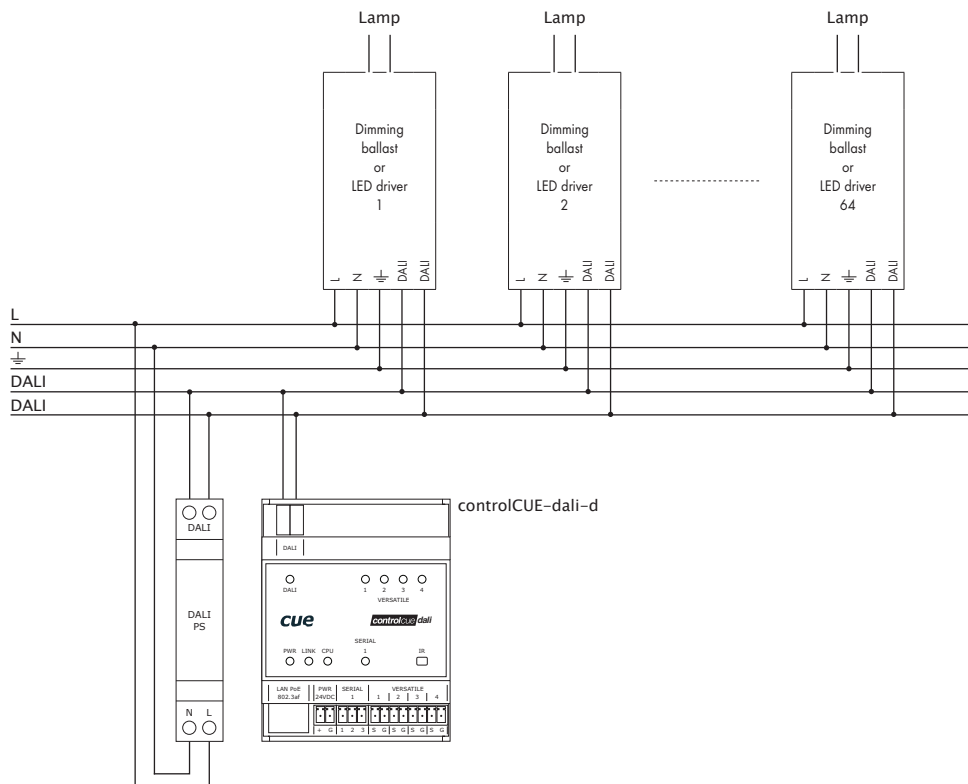 Lamp
Lamp
Lamp
Dimming
ballast
or
LED driver
1
Dimming
ballast
or
LED driver
2
Dimming
ballast
or
LED driver
64
L
N
DALI
DALI
L
N
DALI
DALI
L
N
DALI
DALI
L
N
DALI
DALI
controlCUE-dali-d
DALI
DALI
PS
N L
DALI
DALI
1 2 3 4
VERSATILE
cue
controlcue dali
SERIAL
PWR LINK CPU 1 IR
LAN PoE
802.3af
PWR
24VDC
SERIAL
1
VERSATILE
1 2 3 4
+ G 1 2 3 S G S G S G S G